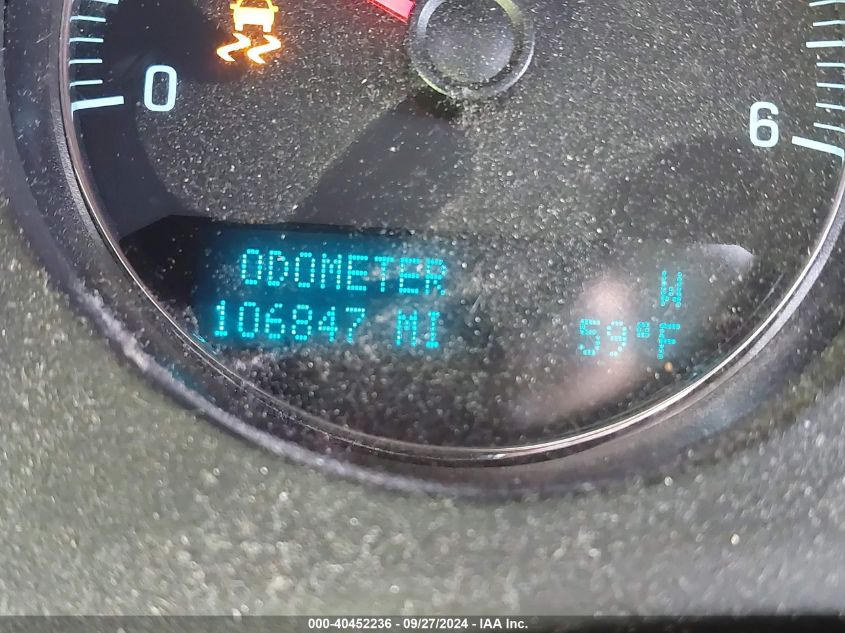 0
6
ODOMETER
W
106847 MI
59°F
000-40452236 - 09/27/2024 - IAA Inc.